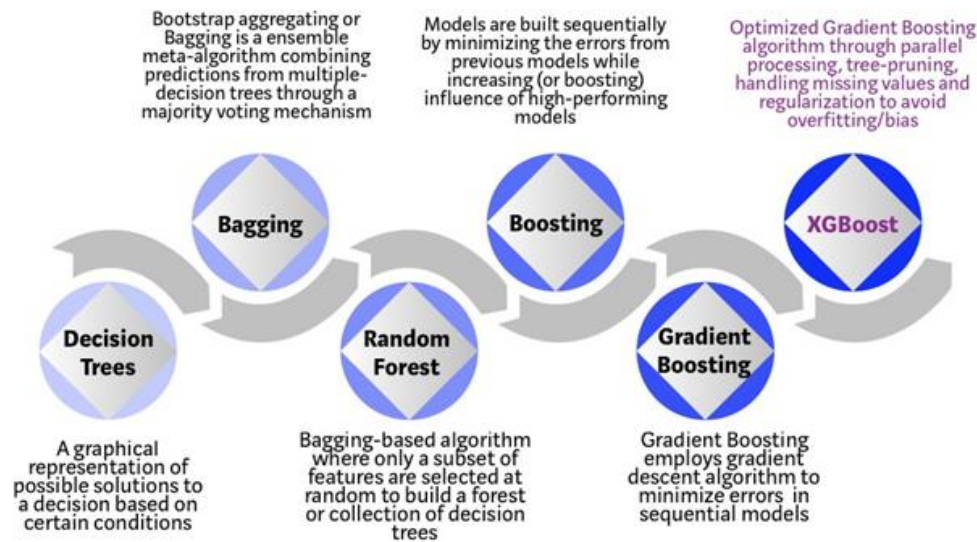 Bootstrap aggregating or
Bagging is a ensemble
meta-algorithm combining
predictions from multiple-
decision trees through a
majority voting mechanism
Models are built sequentially
by minimizing the errors from
previous models while
increasing (or boosting)
influence of high-performing
models
Optimized Gradient Boosting
algorithm through parallel
processing, tree-pruning,
handling missing values and
regularization to avoid
overfitting/bias
Bagging
Boosting
XGBoost
Decision
Trees
Random
Forest
Gradient
Boosting
A graphical
representation of
possible solutions to
a decision based on
certain conditions
Bagging-based algorithm
where only a subset of
features are selected at
random to build a forest
or collection of decision
trees
Gradient Boosting
employs gradient
descent algorithm to
minimize errors in
sequential models